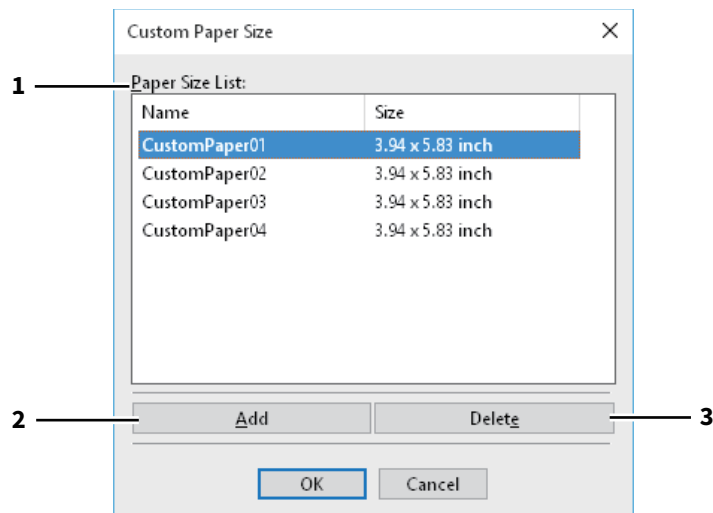 Custom Paper Size
1
Paper Size List:
Name Size
CustomPaper01 3.94 x 5.83 inch
CustomPaper02 3.94 x 5.83 inch
CustomPaper03 3.94 x 5.83 inch
CustomPaper04 3.94 x 5.83 inch
2 Add Delete 3
OK Cancel